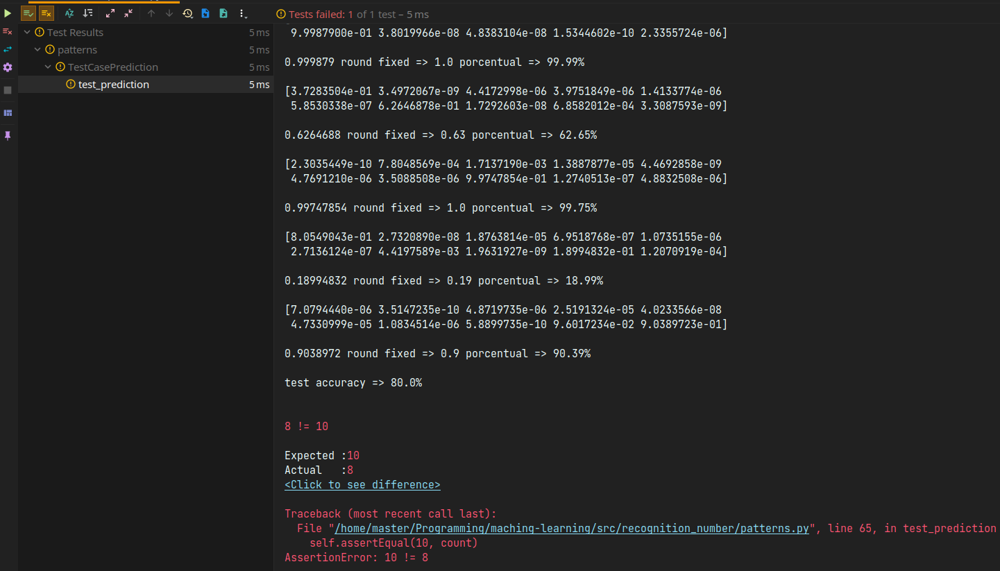 Tests failed: 1 of 1 test – 5 ms
Test Results 5 ms
patterns 5 ms
TestCasePrediction 5 ms
test_prediction 5 ms
9.9987900e-01 3.8019966e-08 4.8383104e-08 1.5344602e-10 2.3355724e-06]
0.999879 round fixed => 1.0 porcentual => 99.99%
[3.7283504e-01 3.4972067e-09 4.4172998e-06 3.9751849e-06 1.4133774e-06
5.8530338e-07 6.2646878e-01 1.7292603e-08 6.8582012e-04 3.3087593e-09]
0.6264688 round fixed => 0.63 porcentual => 62.65%
[2.3035449e-10 7.8048569e-04 1.7137190e-03 1.3887877e-05 4.4692858e-09
4.7691210e-06 3.5088508e-06 9.9747854e-01 1.2740513e-07 4.8832508e-06]
0.99747854 round fixed => 1.0 porcentual => 99.75%
[8.0549043e-01 2.7320890e-08 1.8763814e-05 6.9518768e-07 1.0735155e-06
2.7136124e-07 4.4197589e-03 1.9631927e-09 1.8994832e-01 1.2070919e-04]
0.18994832 round fixed => 0.19 porcentual => 18.99%
[7.0794440e-06 3.5147235e-10 4.8719735e-06 2.5191324e-05 4.0233566e-08
4.7330999e-05 1.0834514e-06 5.8899735e-10 9.6017234e-02 9.0389723e-01]
0.9038972 round fixed => 0.9 porcentual => 90.39%
test accuracy => 80.0%
8 != 10
Expected :10
Actual   :8
<Click to see difference>
Traceback (most recent call last):
File "/home/master/Programming/maching-learning/src/recognition_number/patterns.py", line 65, in test_prediction
self.assertEqual(10, count)
AssertionError: 10 != 8